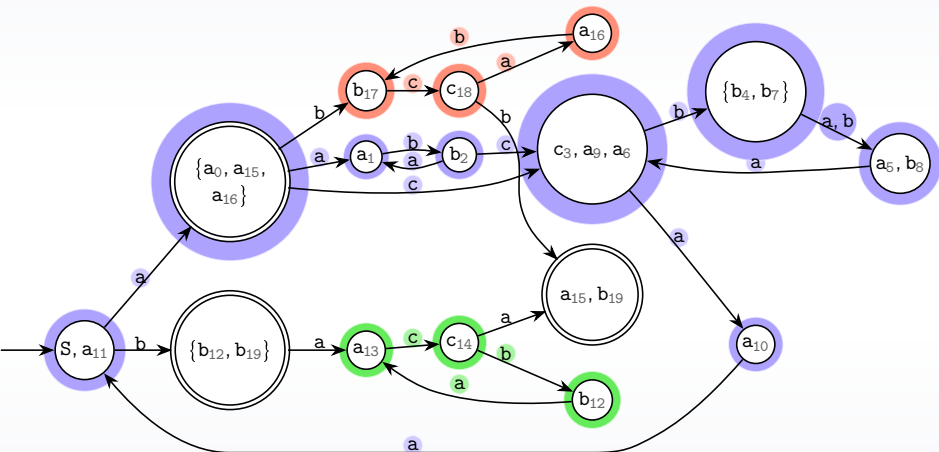 b
a₁₆
a
b₁₇
c
c₁₈
b
{b₄, b₇}
b
a, b
{a₀, a₁₅,
a₁₆}
a
a₁
b
a
b₂
c
c
c₃, a₉, a₆
b
a
a₅, b₈
a
a
S, a₁₁
b
{b₁₂, b₁₉}
a
a₁₃
c
c₁₄
a
a₁₅, b₁₉
b
a
b₁₂
a₁₀
a